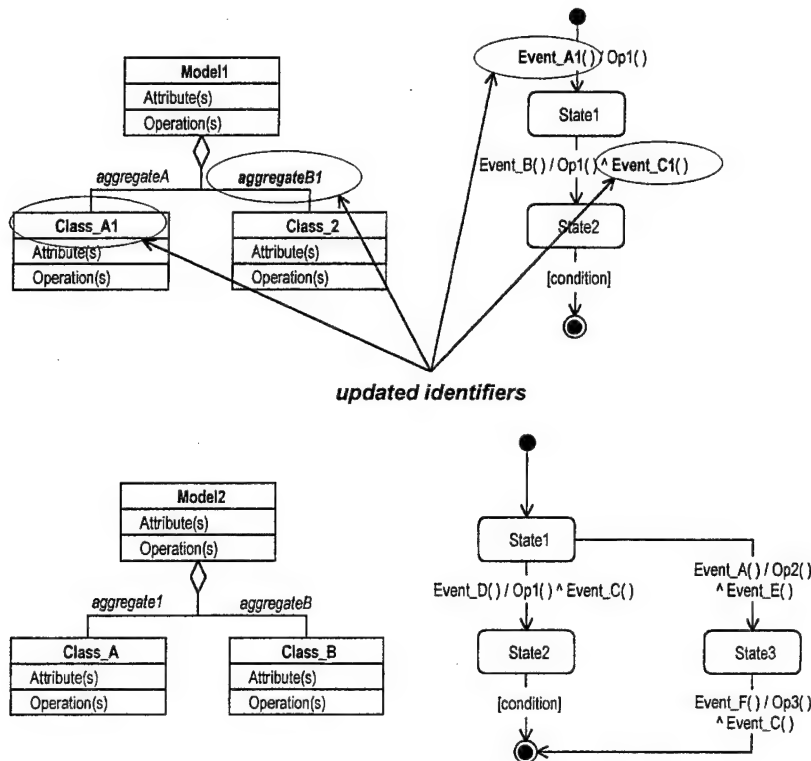 Model1
Attribute(s)
Operation(s)
aggregateA
aggregateB1
Class_A1
Attribute(s)
Operation(s)
Class_2
Attribute(s)
Operation(s)
Event_A1( ) / Op1( )
State1
Event_B( ) / Op1( ) ^ Event_C1( )
State2
[condition]
updated identifiers
Model2
Attribute(s)
Operation(s)
aggregate1
aggregateB
Class_A
Attribute(s)
Operation(s)
Class_B
Attribute(s)
Operation(s)
State1
Event_D( ) / Op1( ) ^ Event_C( )
Event_A( ) / Op2( )
^ Event_E( )
State2
State3
[condition]
Event_F( ) / Op3( )
^ Event_C( )